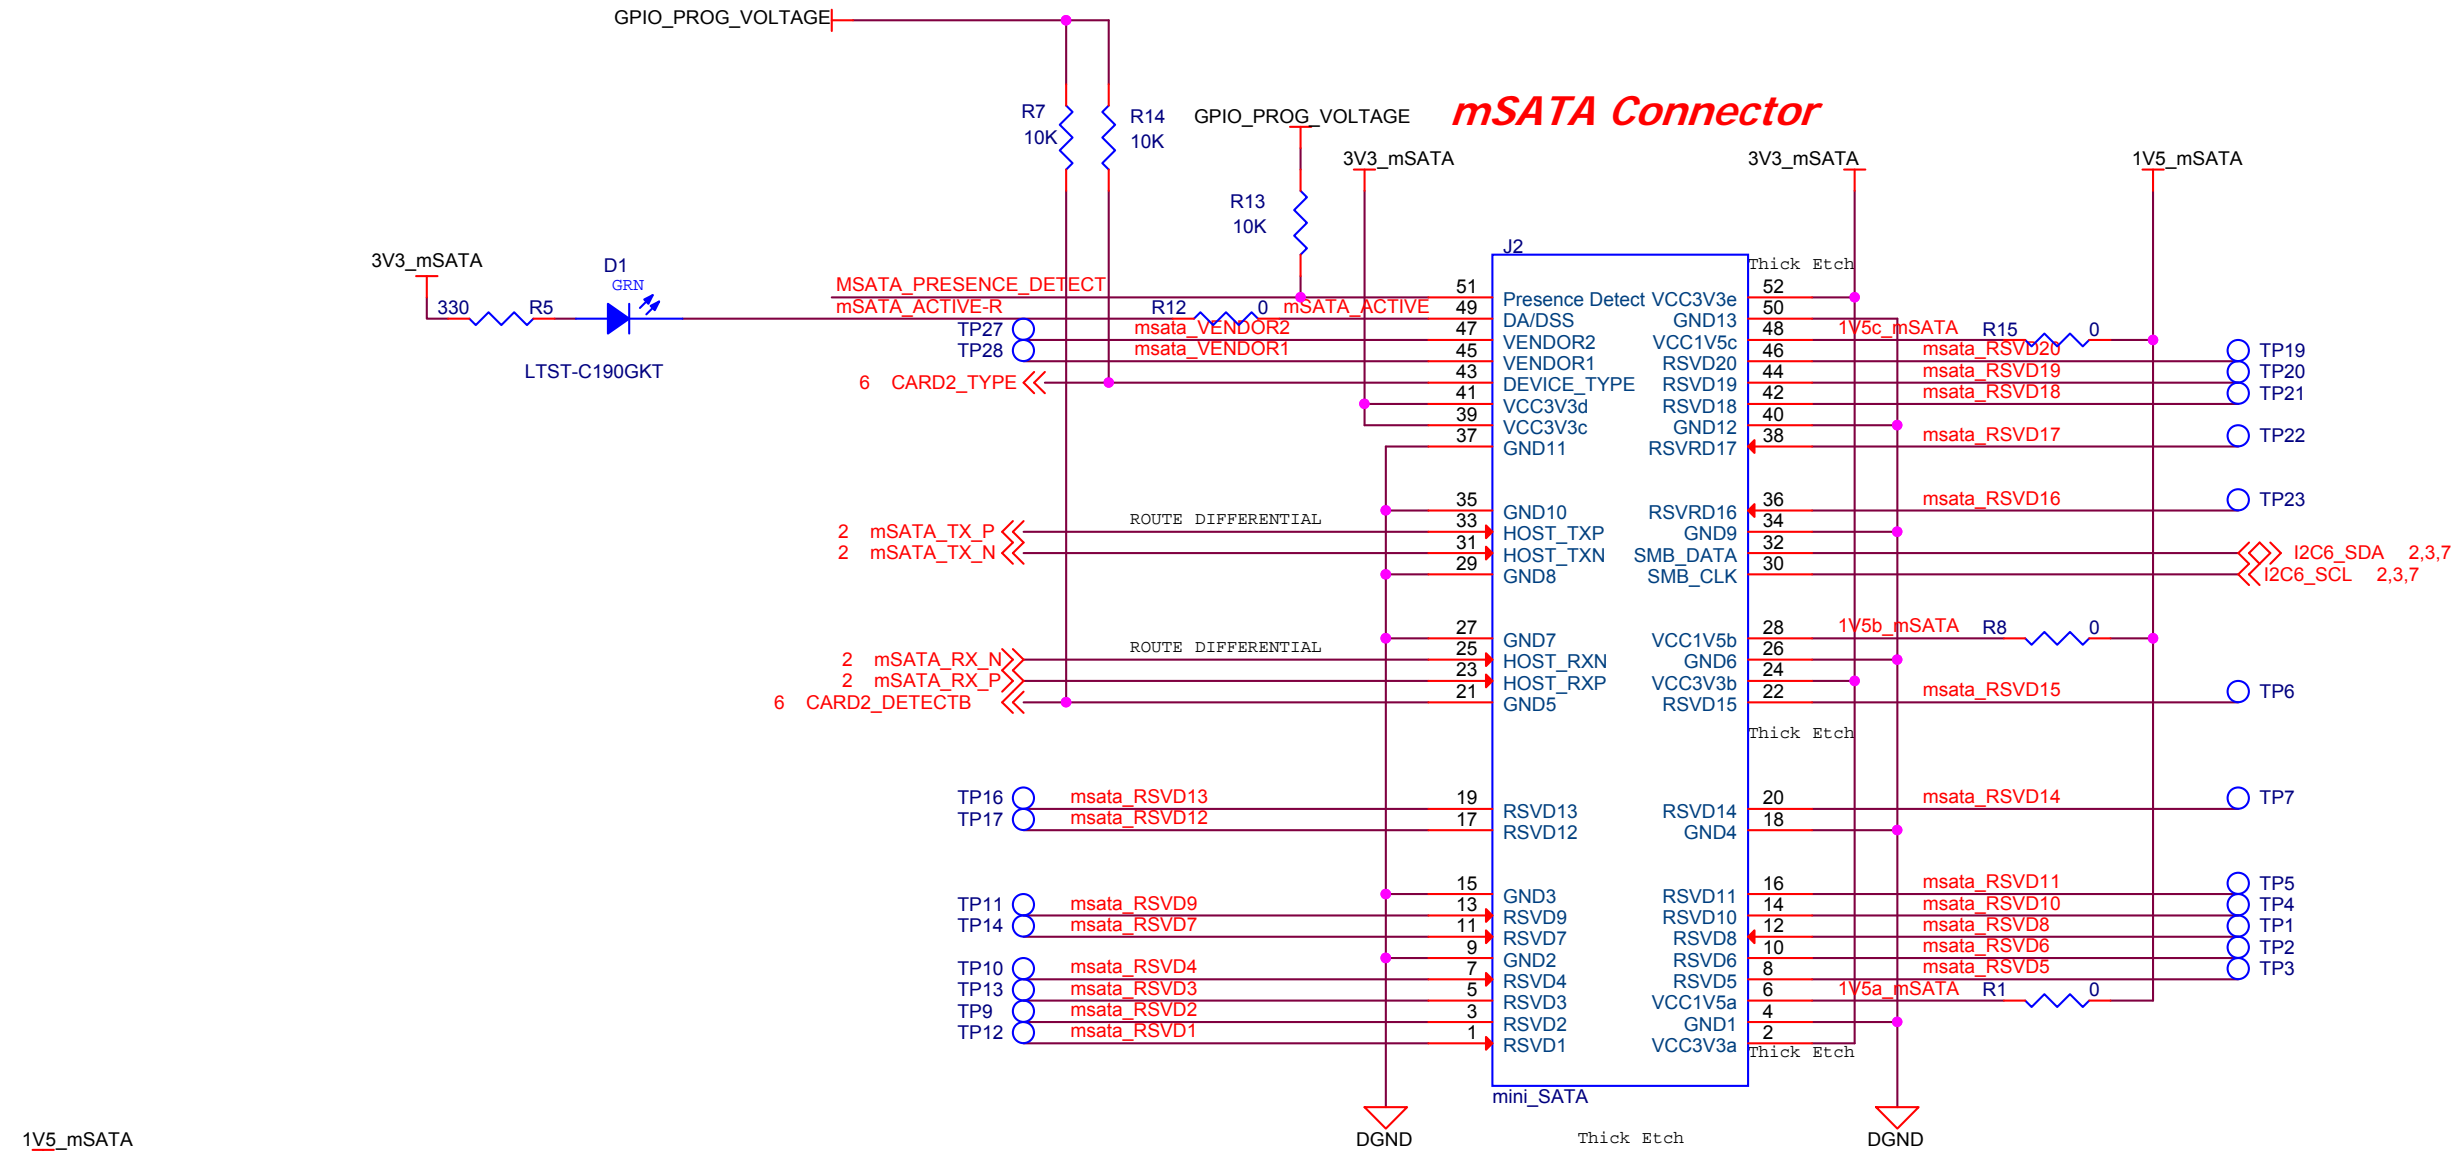 GPIO_PROG_VOLTAGE
mSATA Connector
R7 10K
R14 10K
GPIO_PROG_VOLTAGE
3V3_mSATA
3V3_mSATA
1V5_mSATA
R13 10K
3V3_mSATA
330 R5
D1
GRN
LTST-C190GKT
J2
Thick Etch
MSATA_PRESENCE_DETECT 51 Presence Detect
mSATA_ACTIVE-R R12 0 mSATA_ACTIVE 49 DA/DSS
TP27 msata_VENDOR2 47 VENDOR2
TP28 msata_VENDOR1 45 VENDOR1
6 CARD2_TYPE 43 DEVICE_TYPE
41 VCC3V3d
39 VCC3V3c
37 GND11
35 GND10
ROUTE DIFFERENTIAL
2 mSATA_TX_P 33 HOST_TXP
2 mSATA_TX_N 31 HOST_TXN
29 GND8
27 GND7
ROUTE DIFFERENTIAL
2 mSATA_RX_N 25 HOST_RXN
2 mSATA_RX_P 23 HOST_RXP
6 CARD2_DETECTB 21 GND5
TP16 msata_RSVD13 19 RSVD13
TP17 msata_RSVD12 17 RSVD12
15 GND3
TP11 msata_RSVD9 13 RSVD9
TP14 msata_RSVD7 11 RSVD7
9 GND2
TP10 msata_RSVD4 7 RSVD4
TP13 msata_RSVD3 5 RSVD3
TP9 msata_RSVD2 3 RSVD2
TP12 msata_RSVD1 1 RSVD1
VCC3V3e 52
GND13 50
VCC1V5c 48 1V5c_mSATA R15 0
RSVD20 46 msata_RSVD20 TP19
RSVD19 44 msata_RSVD19 TP20
RSVD18 42 msata_RSVD18 TP21
GND12 40
RSVRD17 38 msata_RSVD17 TP22
RSVRD16 36 msata_RSVD16 TP23
GND9 34
SMB_DATA 32 I2C6_SDA 2,3,7
SMB_CLK 30 I2C6_SCL 2,3,7
VCC1V5b 28 1V5b_mSATA R8 0
GND6 26
VCC3V3b 24
RSVD15 22 msata_RSVD15 TP6
Thick Etch
RSVD14 20 msata_RSVD14 TP7
GND4 18
RSVD11 16 msata_RSVD11 TP5
RSVD10 14 msata_RSVD10 TP4
RSVD8 12 msata_RSVD8 TP1
RSVD6 10 msata_RSVD6 TP2
RSVD5 8 msata_RSVD5 TP3
VCC1V5a 6 1V5a_mSATA R1 0
GND1 4
VCC3V3a 2
Thick Etch
mini_SATA
DGND
Thick Etch
DGND
1V5_mSATA